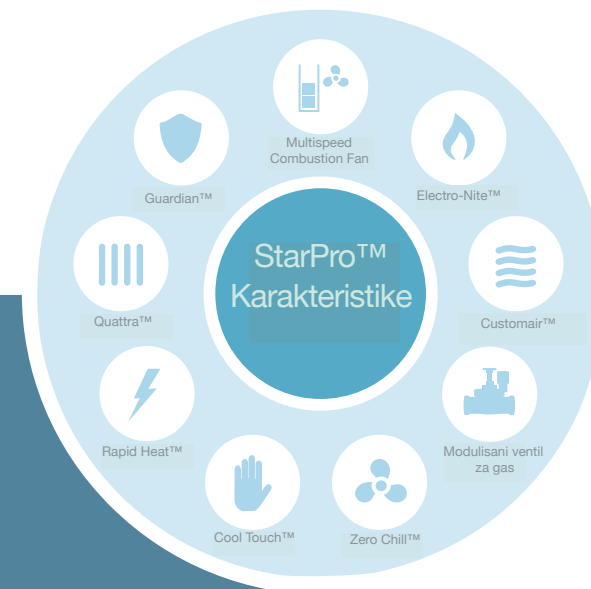 Multispeed
Combustion Fan
Guardian™
Electro-Nite™
StarPro™
Karakteristike
Quattra™
Customair™
Rapid Heat™
Modulisani ventil
za gas
Cool Touch™
Zero Chill™